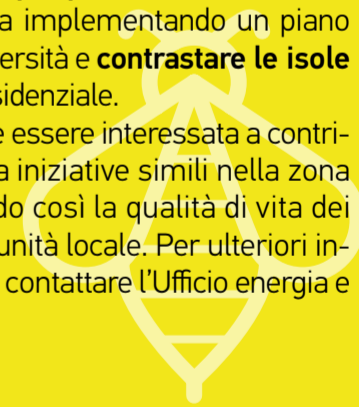 a implementando un piano
ersità e contrastare le isole
sidenziale.
e essere interessata a contri-
a iniziative simili nella zona
do così la qualità di vita dei
unità locale. Per ulteriori in-
contattare l'Ufficio energia e